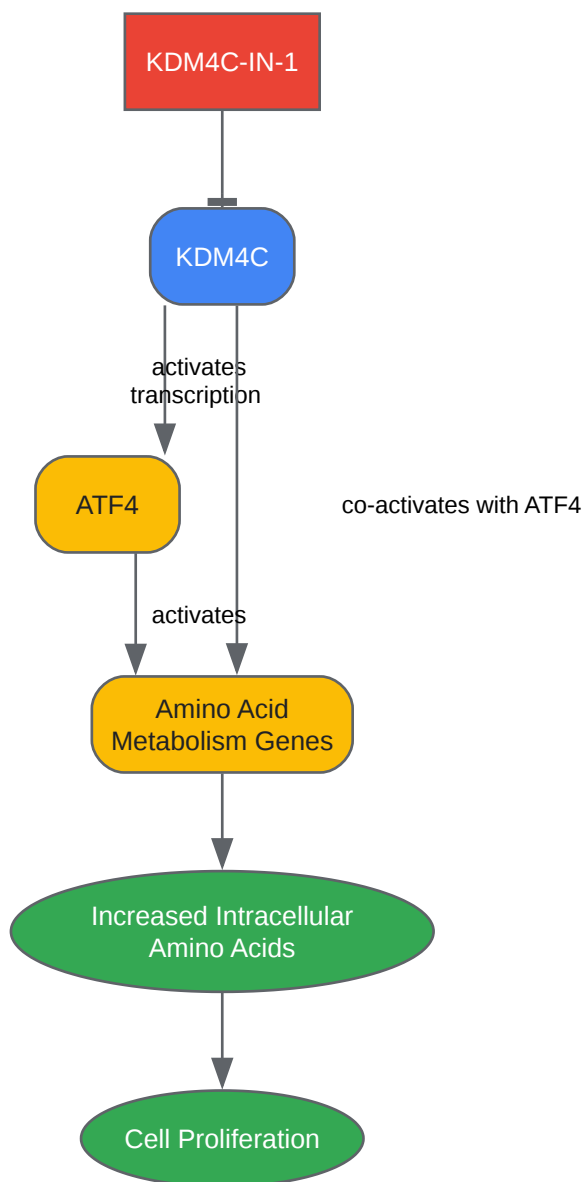 KDM4C-IN-1
KDM4C
activates
transcription
ATF4
co-activates with ATF4
activates
Amino Acid
Metabolism Genes
Increased Intracellular
Amino Acids
Cell Proliferation